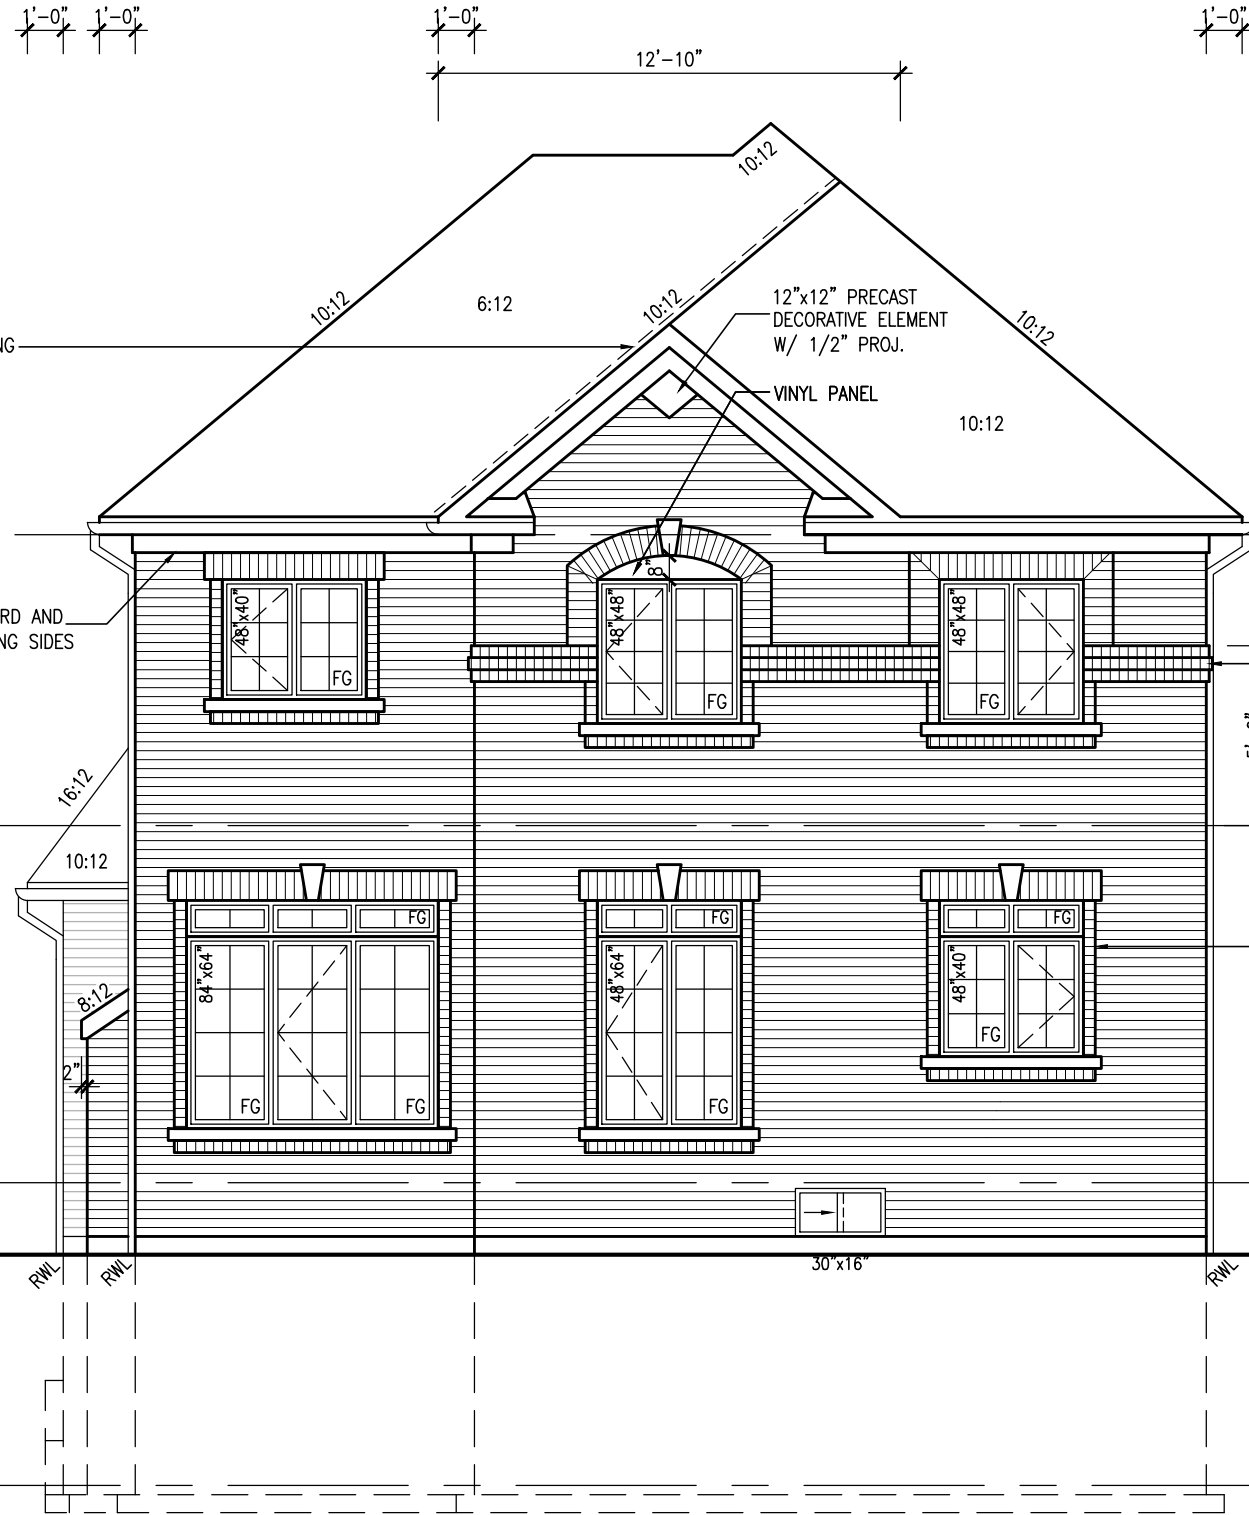 1'-0" 1'-0" 1'-0" 1'-0"
12'-10"
10:12
10:12
6:12
10:12
12"x12" PRECAST
DECORATIVE ELEMENT
W/ 1/2" PROJ.
10:12
NG
VINYL PANEL
10:12
8"
48"x40"
48"x48"
48"x48"
RD AND
NG SIDES
FG
FG
FG
16:12
10:12
FG
FG
FG
84"x64"
48"x64"
48"x40"
8:12
FG
2"
FG
FG
FG
30"x16"
RWL
RWL
RWL